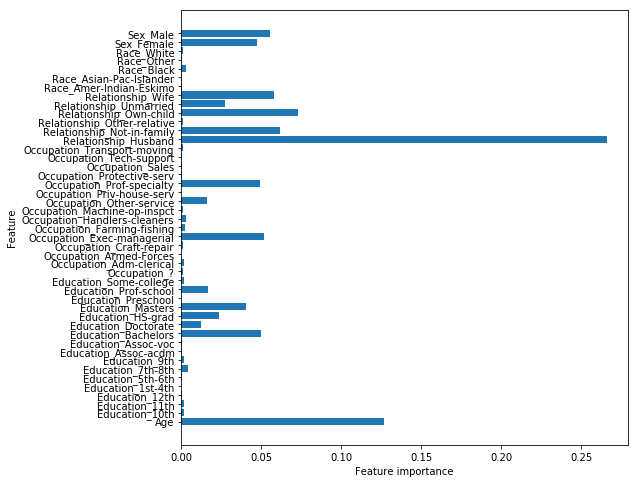 Sex_Male
Sex_Female
Race_White
Race_Other
Race_Black
Race_Asian-Pac-Islander
Race_Amer-Indian-Eskimo
Relationship_Wife
Relationship_Unmarried
Relationship_Own-child
Relationship_Other-relative
Relationship_Not-in-family
Relationship_Husband
Occupation_Transport-moving
Occupation_Tech-support
Occupation_Sales
Occupation_Protective-serv
Occupation_Prof-specialty
Occupation_Priv-house-serv
Occupation_Other-service
Occupation_Machine-op-inspct
Occupation_Handlers-cleaners
Occupation_Farming-fishing
Occupation_Exec-managerial
Occupation_Craft-repair
Occupation_Armed-Forces
Occupation_Adm-clerical
Occupation_?
Education_Some-college
Education_Prof-school
Education_Preschool
Education_Masters
Education_HS-grad
Education_Doctorate
Education_Bachelors
Education_Assoc-voc
Education_Assoc-acdm
Education_9th
Education_7th-8th
Education_5th-6th
Education_1st-4th
Education_12th
Education_11th
Education_10th
Age
Feature
0.00 0.05 0.10 0.15 0.20 0.25
Feature importance